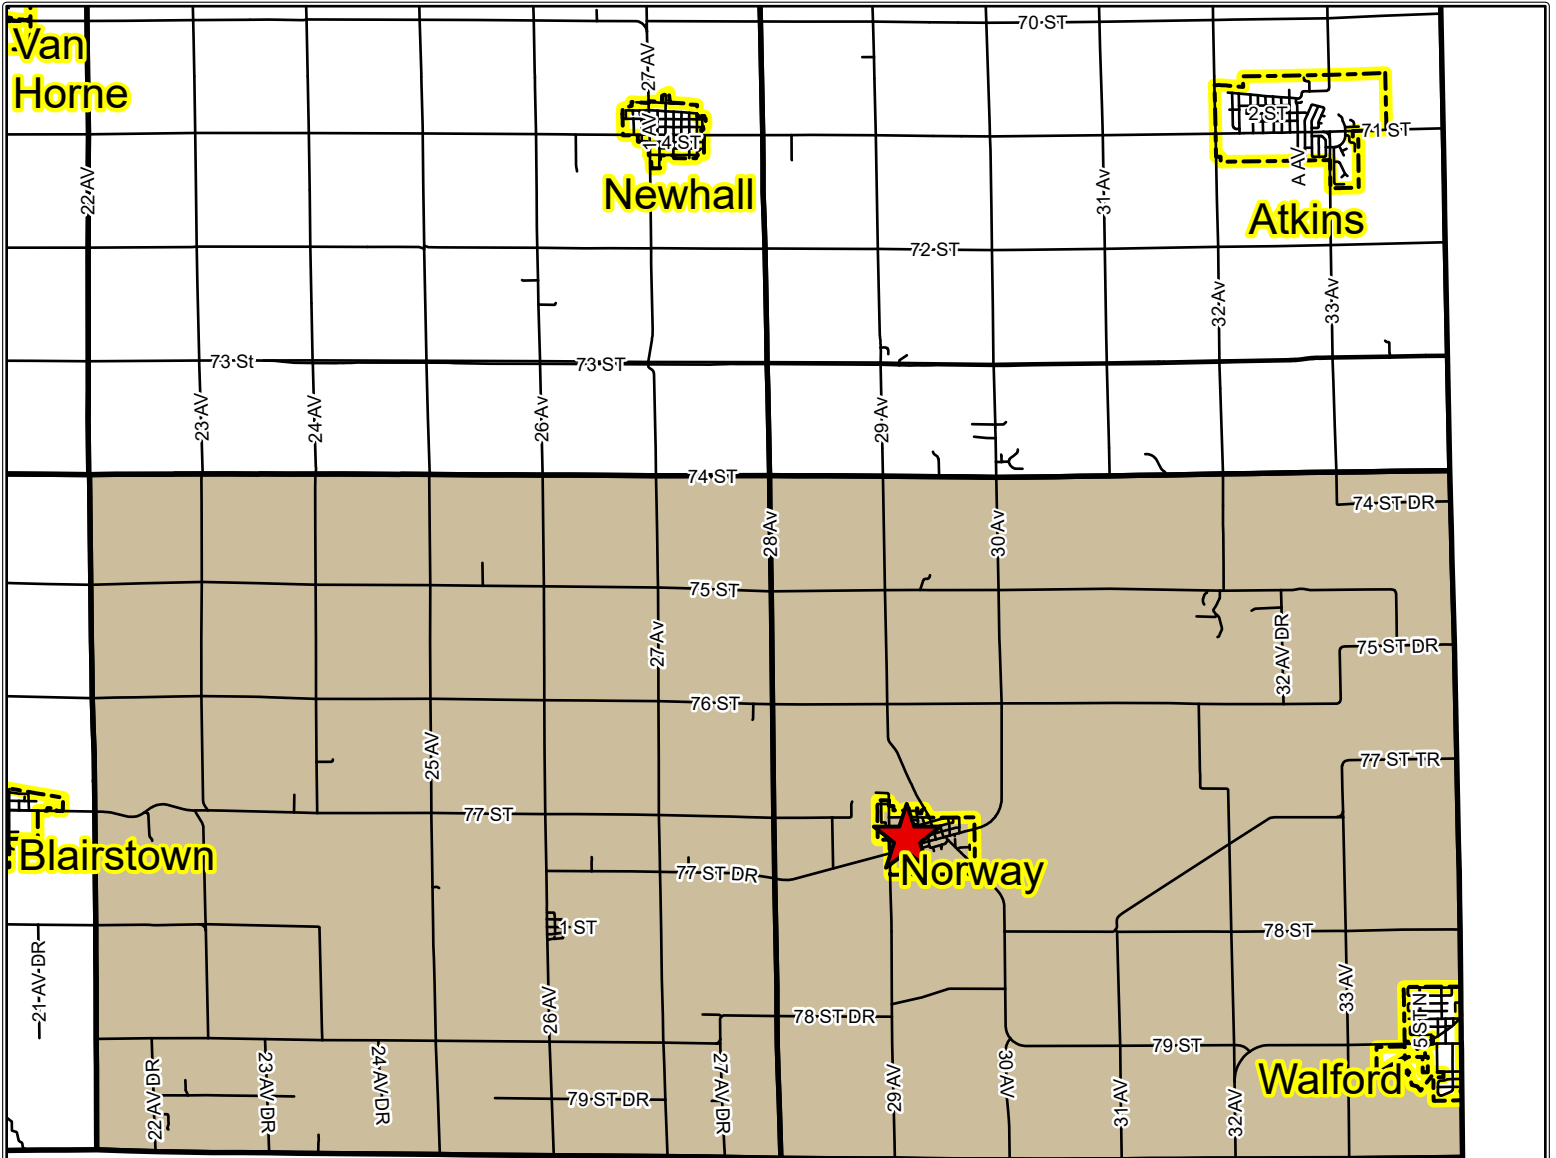 70 ST
Van
Horne
27-AV
1 AV
2 ST
4 ST
71 ST
A AV
22-AV
Newhall
31-Av
Atkins
72-ST
32-Av
33-Av
73-St
73-ST
23-AV
24-AV
26-Av
29-Av
74-ST
74-ST DR
28-Av
30-Av
75-ST
27-Av
32-AV-DR
75 ST DR
76-ST
25-AV
77-ST TR
77-ST
Blairstown
Norway
77-ST DR
1 ST
78-ST
21-AV-DR
33-AV
26-AV
5 ST N
78 ST DR
79 ST
22-AV-DR
23-AV-DR
24-AV-DR
27-AV-DR
29-AV
30-AV
31-AV
32-AV
Walford
79-ST DR